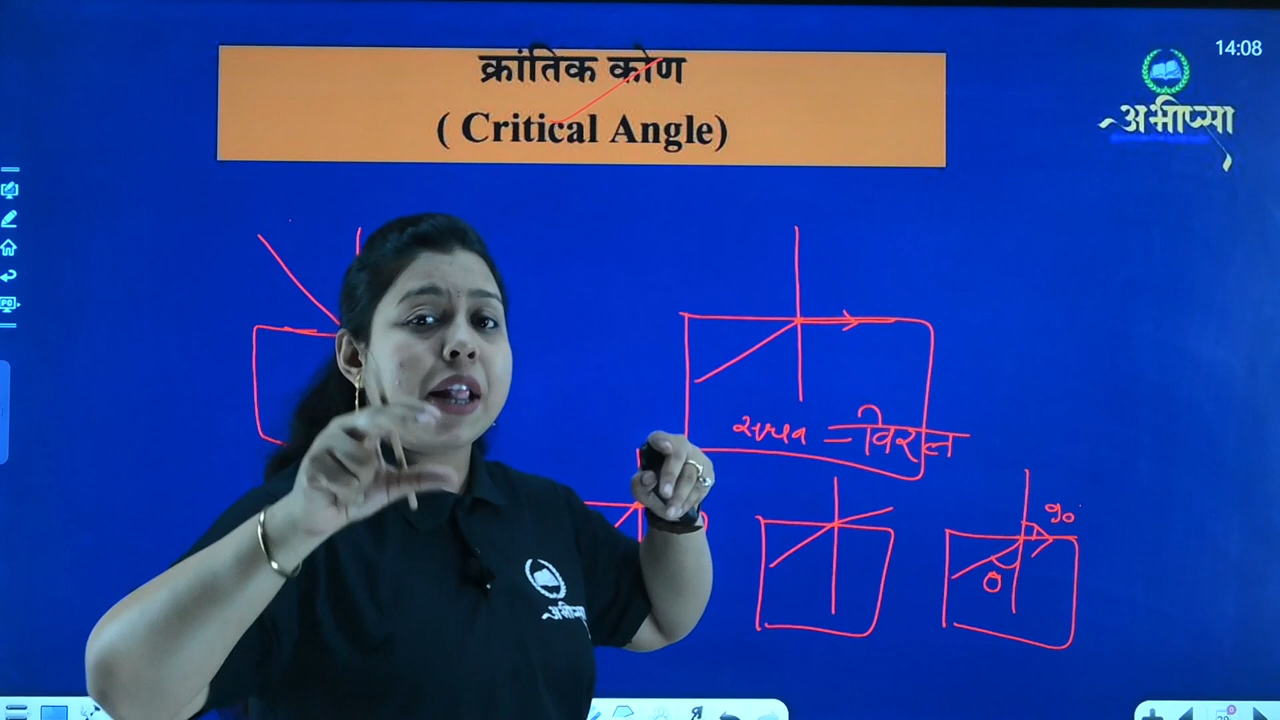 क्रांतिक कोण
( Critical Angle)
14:08
अभीप्सा
सघन = विरल
90
θ
अभीप्सा